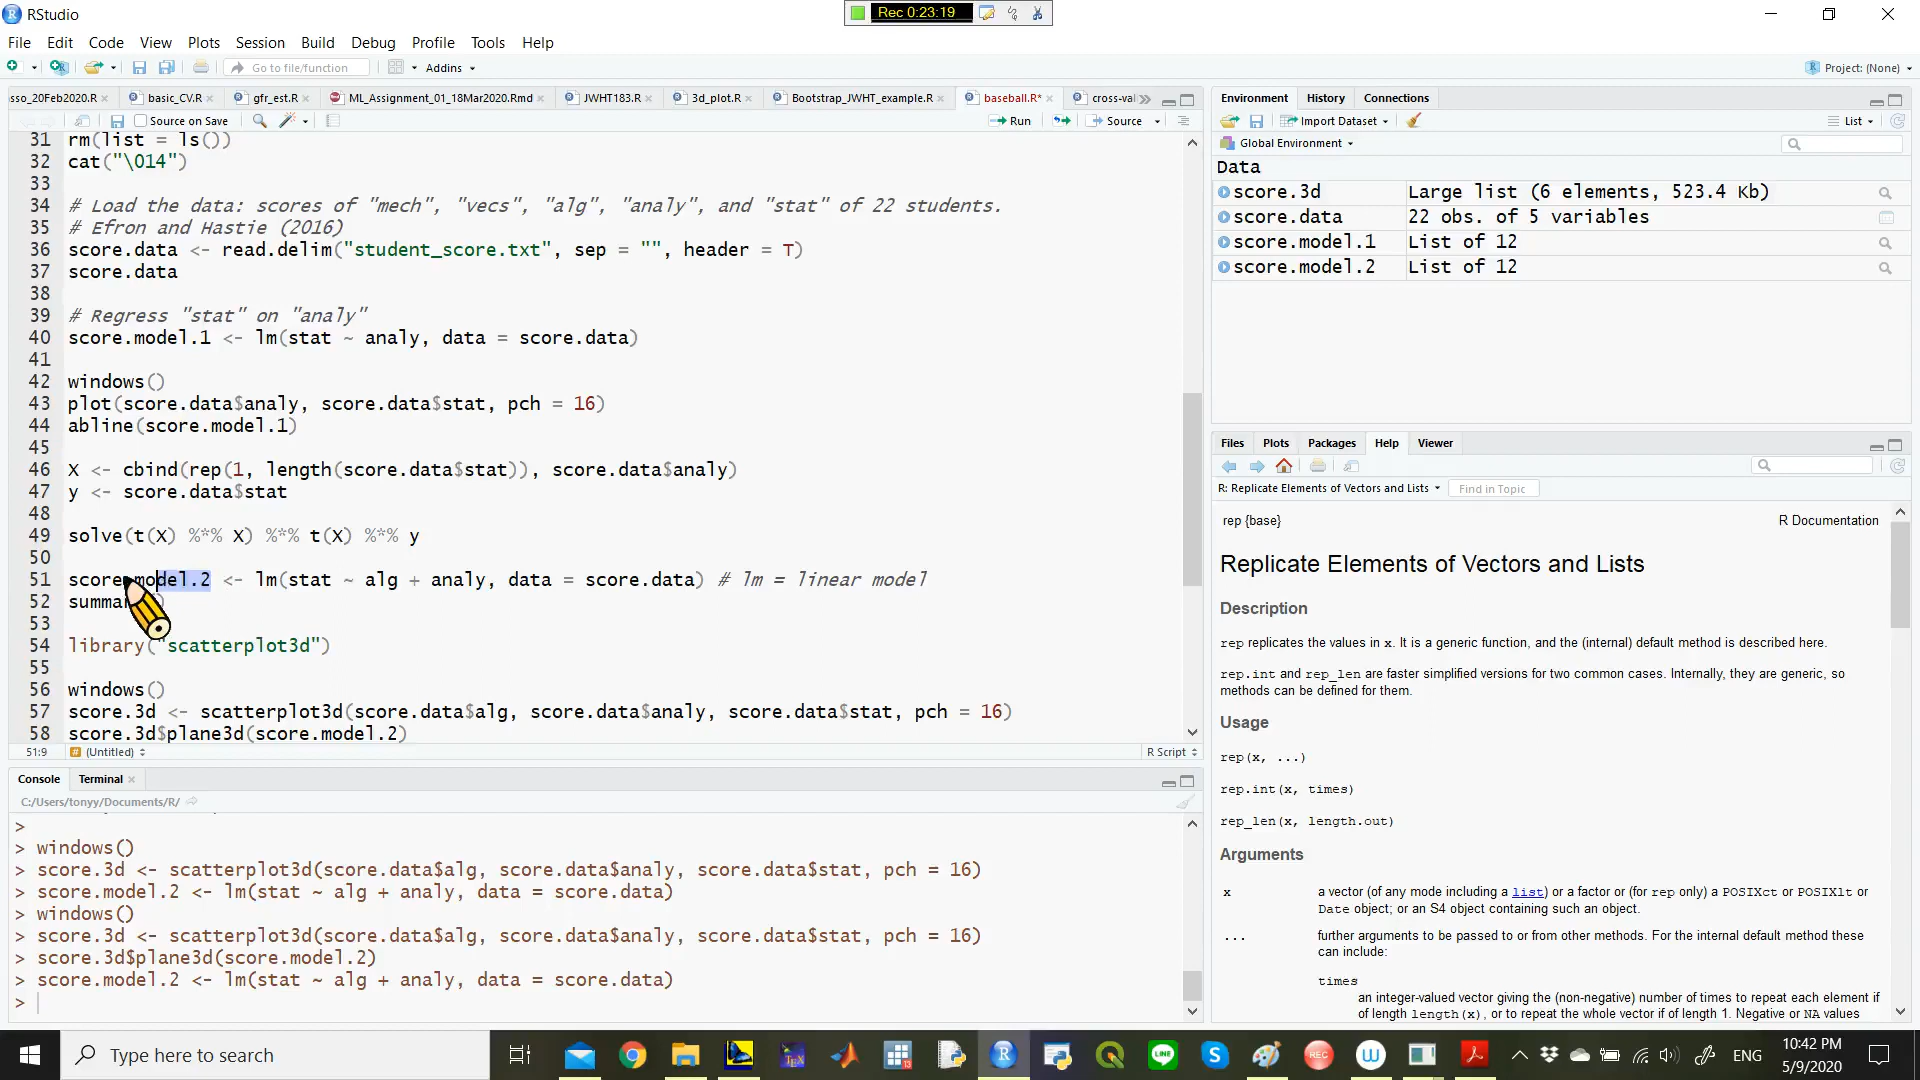 RStudio
Rec 0:23:19
File Edit Code View Plots Session Build Debug Profile Tools Help
Go to file/function
Addins
Project: (None)
sso_20Feb2020.R
basic_CV.R
gfr_est.R
ML_Assignment_01_18Mar2020.Rmd
JWHT183.R
3d_plot.R
Bootstrap_JWHT_example.R
baseball.R*
cross-val
Source on Save
Run
Source
31 rm(list = ls())
32 cat("\014")
33
34 # Load the data: scores of "mech", "vecs", "alg", "analy", and "stat" of 22 students.
35 # Efron and Hastie (2016)
36 score.data <- read.delim("student_score.txt", sep = "", header = T)
37 score.data
38
39 # Regress "stat" on "analy"
40 score.model.1 <- lm(stat ~ analy, data = score.data)
41
42 windows()
43 plot(score.data$analy, score.data$stat, pch = 16)
44 abline(score.model.1)
45
46 X <- cbind(rep(1, length(score.data$stat)), score.data$analy)
47 y <- score.data$stat
48
49 solve(t(X) %*% X) %*% t(X) %*% y
50
51 score.model.2 <- lm(stat ~ alg + analy, data = score.data) # lm = linear model
52 summa
53
54 library("scatterplot3d")
55
56 windows()
57 score.3d <- scatterplot3d(score.data$alg, score.data$analy, score.data$stat, pch = 16)
58 score.3d$plane3d(score.model.2)
51:9 (Untitled) R Script
Console Terminal
C:/Users/tonyy/Documents/R/
>
> windows()
> score.3d <- scatterplot3d(score.data$alg, score.data$analy, score.data$stat, pch = 16)
> score.model.2 <- lm(stat ~ alg + analy, data = score.data)
> windows()
> score.3d <- scatterplot3d(score.data$alg, score.data$analy, score.data$stat, pch = 16)
> score.3d$plane3d(score.model.2)
> score.model.2 <- lm(stat ~ alg + analy, data = score.data)
>
Environment History Connections
Import Dataset
List
Global Environment
Data
score.3d Large list (6 elements, 523.4 Kb)
score.data 22 obs. of 5 variables
score.model.1 List of 12
score.model.2 List of 12
Files Plots Packages Help Viewer
R: Replicate Elements of Vectors and Lists Find in Topic
rep {base} R Documentation
Replicate Elements of Vectors and Lists
Description
rep replicates the values in x. It is a generic function, and the (internal) default method is described here.
rep.int and rep_len are faster simplified versions for two common cases. Internally, they are generic, so
methods can be defined for them.
Usage
rep(x, ...)
rep.int(x, times)
rep_len(x, length.out)
Arguments
x a vector (of any mode including a list) or a factor or (for rep only) a POSIXct or POSIXlt or
Date object; or an S4 object containing such an object.
... further arguments to be passed to or from other methods. For the internal default method these
can include:
times
an integer-valued vector giving the (non-negative) number of times to repeat each element if
of length length(x), or to repeat the whole vector if of length 1. Negative or NA values
Type here to search
ENG
10:42 PM
5/9/2020